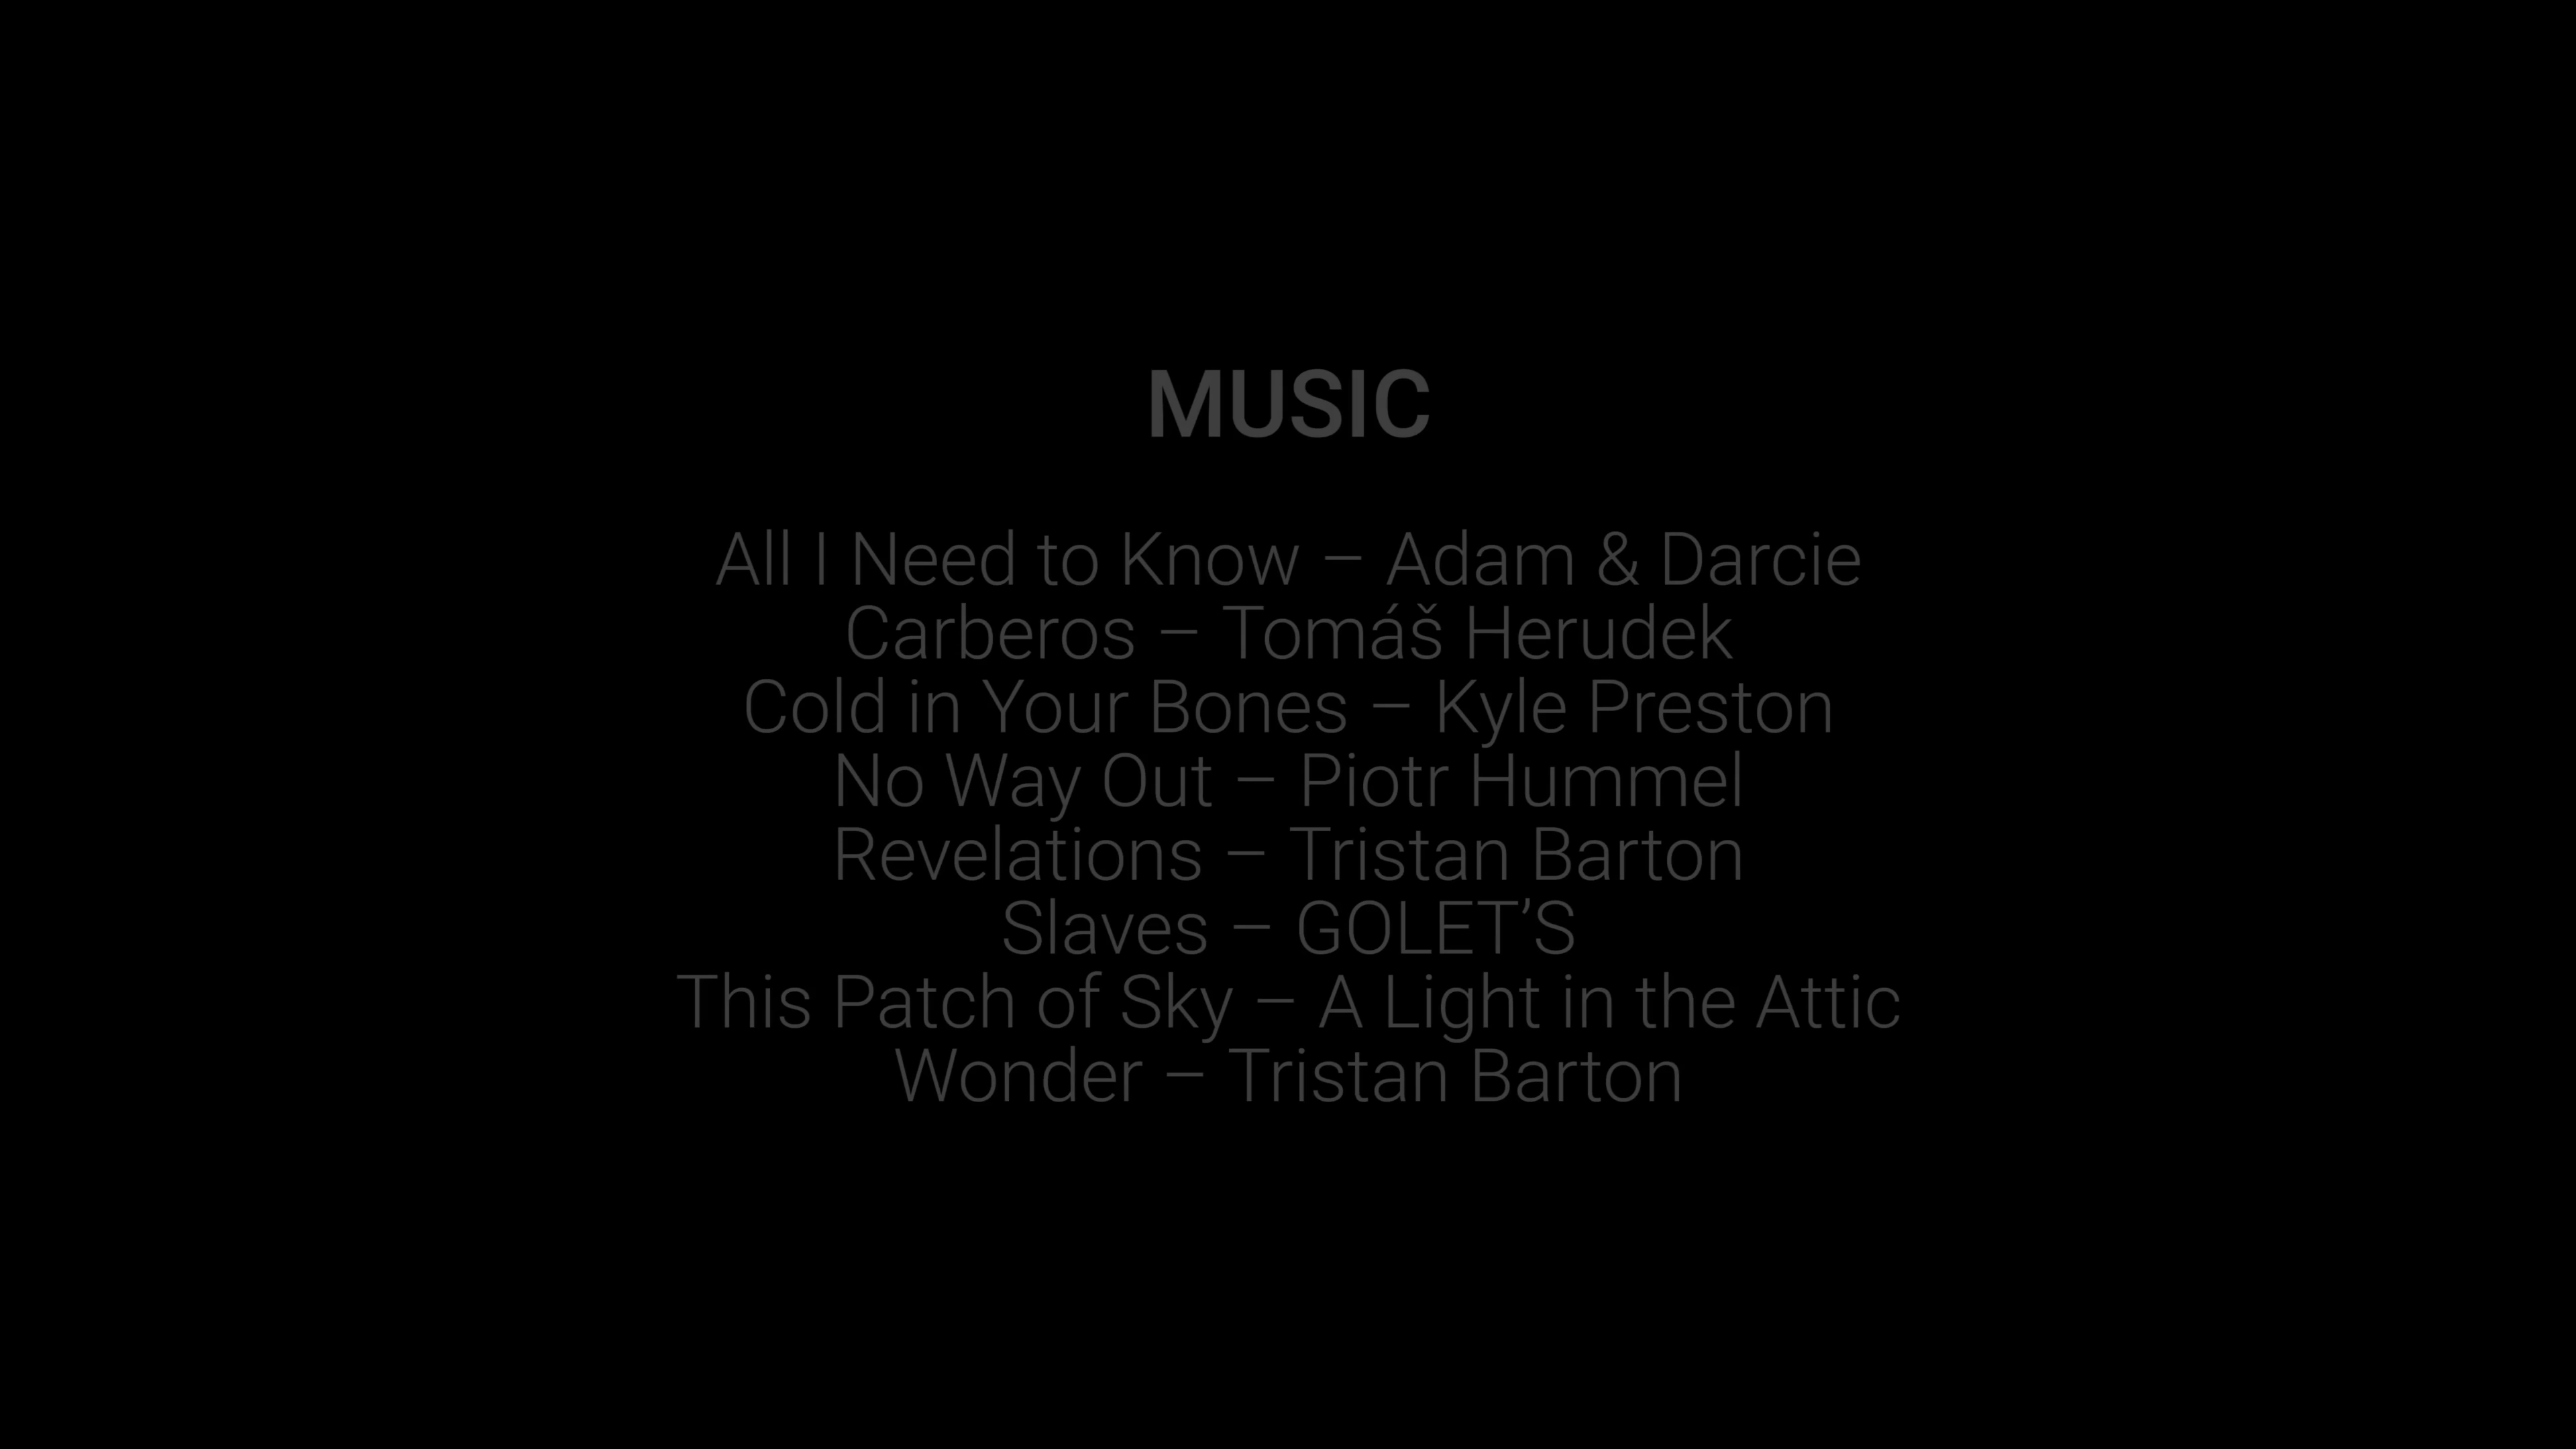 MUSIC
All I Need to Know – Adam & Darcie
Carberos – Tomáš Herudek
Cold in Your Bones – Kyle Preston
No Way Out – Piotr Hummel
Revelations – Tristan Barton
Slaves – GOLET’S
This Patch of Sky – A Light in the Attic
Wonder – Tristan Barton